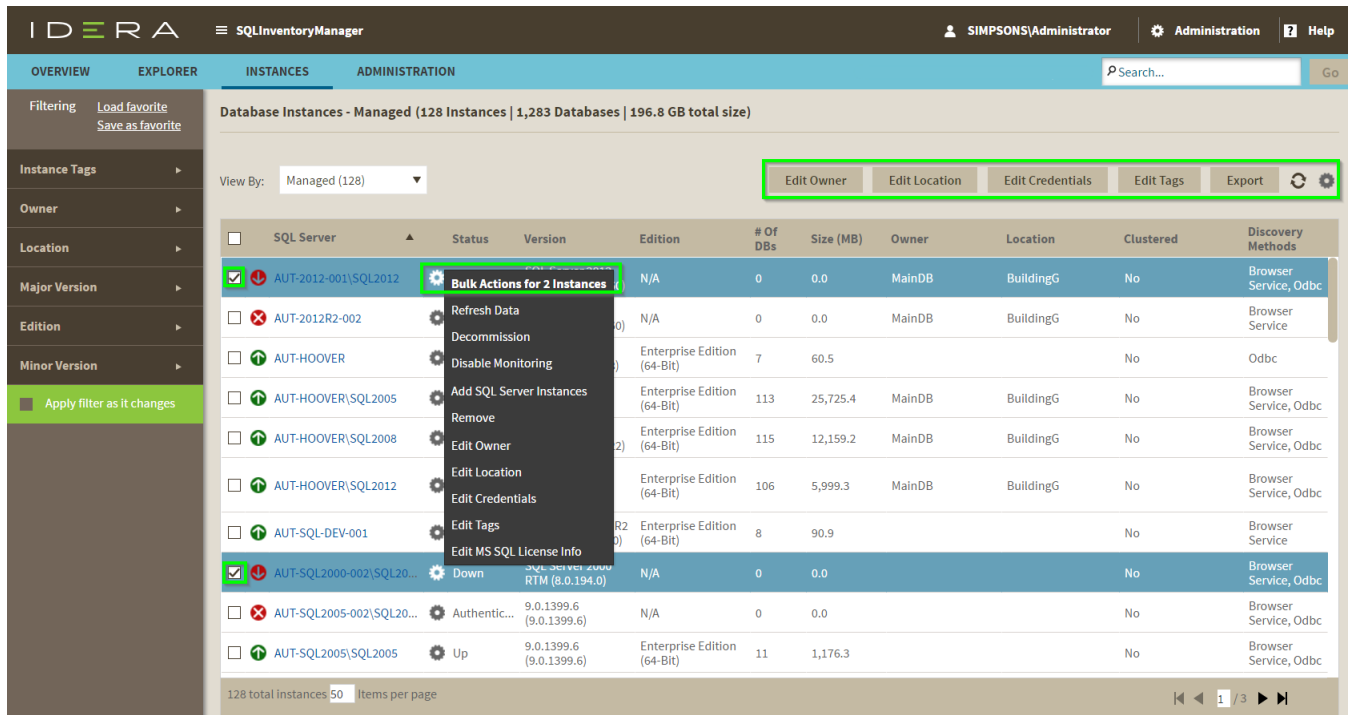 IDERA
SQLInventoryManager
SIMPSONS\Administrator
Administration
? Help
OVERVIEW EXPLORER INSTANCES ADMINISTRATION
Search...
Go
Filtering Load favorite
Save as favorite
Instance Tags
Owner
Location
Major Version
Edition
Minor Version
Apply filter as it changes
Database Instances - Managed (128 Instances | 1,283 Databases | 196.8 GB total size)
View By: Managed (128)
Edit Owner Edit Location Edit Credentials Edit Tags Export
SQL Server Status Version Edition # Of DBs Size (MB) Owner Location Clustered Discovery Methods
AUT-2012-001\SQL2012 N/A 0 0.0 MainDB BuildingG No Browser Service, Odbc
AUT-2012R2-002 N/A 0 0.0 MainDB BuildingG No Browser Service
AUT-HOOVER Enterprise Edition (64-Bit) 7 60.5 No Odbc
AUT-HOOVER\SQL2005 Enterprise Edition (64-Bit) 113 25,725.4 MainDB BuildingG No Browser Service, Odbc
AUT-HOOVER\SQL2008 Enterprise Edition (64-Bit) 115 12,159.2 MainDB BuildingG No Browser Service, Odbc
AUT-HOOVER\SQL2012 Enterprise Edition (64-Bit) 106 5,999.3 MainDB BuildingG No Browser Service, Odbc
AUT-SQL-DEV-001 R2 Enterprise Edition (64-Bit) 8 90.9 No Browser Service
AUT-SQL2000-002\SQL20... Down SQL Server 2000 RTM (8.0.194.0) N/A 0 0.0 No Browser Service, Odbc
AUT-SQL2005-002\SQL20... Authentic... 9.0.1399.6 (9.0.1399.6) N/A 0 0.0 No Browser Service, Odbc
AUT-SQL2005\SQL2005 Up 9.0.1399.6 (9.0.1399.6) Enterprise Edition (64-Bit) 11 1,176.3 No Browser Service, Odbc
Bulk Actions for 2 Instances
Refresh Data
Decommission
Disable Monitoring
Add SQL Server Instances
Remove
Edit Owner
Edit Location
Edit Credentials
Edit Tags
Edit MS SQL License Info
128 total instances 50 Items per page
1 / 3